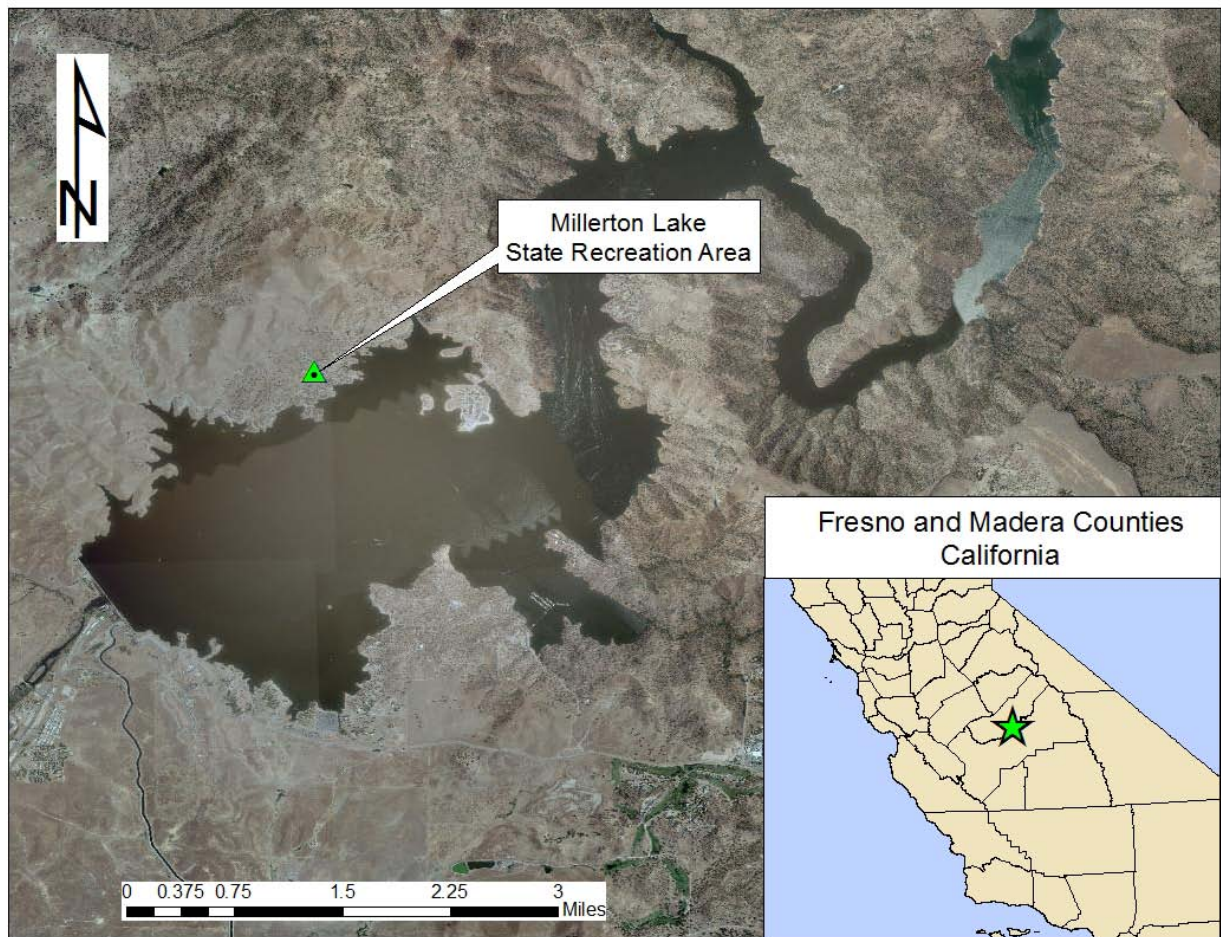 N
Millerton Lake
State Recreation Area
Fresno and Madera Counties
California
0 0.375 0.75 1.5 2.25 3
Miles